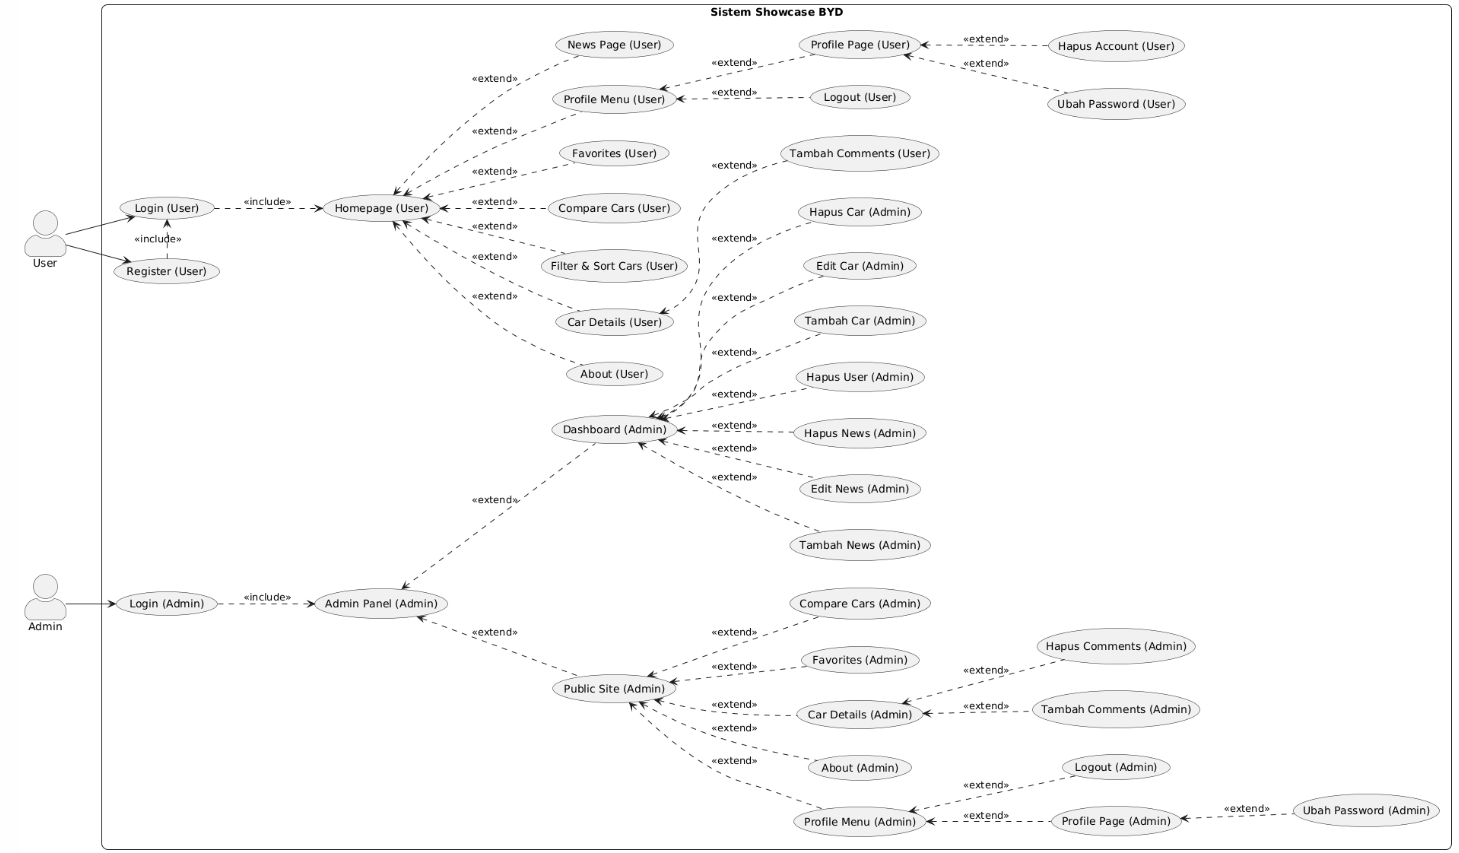 Sistem Showcase BYD
News Page (User)
Profile Page (User)
«extend»
Hapus Account (User)
«extend»
«extend»
«extend»
Profile Menu (User)
«extend»
Logout (User)
Ubah Password (User)
«extend»
Favorites (User)
Tambah Comments (User)
«extend»
«extend»
Login (User)
«include»
Homepage (User)
«extend»
Compare Cars (User)
Hapus Car (Admin)
«extend»
«include»
«extend»
User
Register (User)
«extend»
Filter & Sort Cars (User)
Edit Car (Admin)
«extend»
«extend»
Car Details (User)
Tambah Car (Admin)
«extend»
About (User)
Hapus User (Admin)
«extend»
Dashboard (Admin)
«extend»
Hapus News (Admin)
«extend»
«extend»
Edit News (Admin)
«extend»
Tambah News (Admin)
Admin
Login (Admin)
«include»
Admin Panel (Admin)
Compare Cars (Admin)
«extend»
«extend»
Hapus Comments (Admin)
«extend»
Favorites (Admin)
«extend»
Public Site (Admin)
«extend»
Car Details (Admin)
«extend»
Tambah Comments (Admin)
«extend»
«extend»
About (Admin)
Logout (Admin)
«extend»
Profile Menu (Admin)
«extend»
Profile Page (Admin)
«extend»
Ubah Password (Admin)